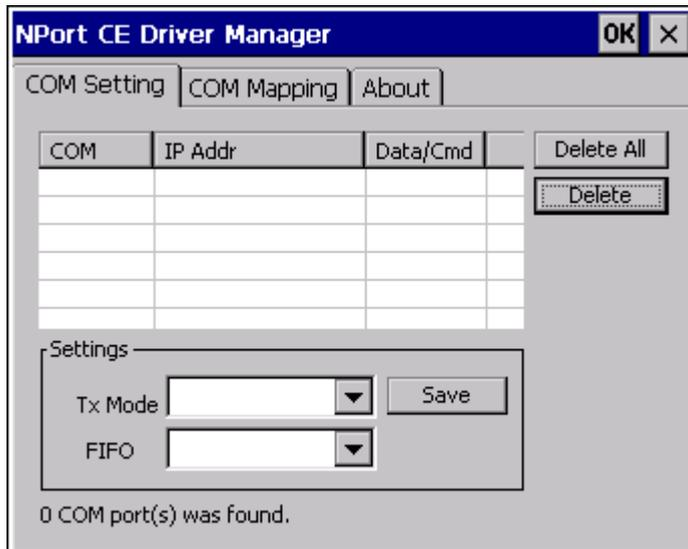 NPort CE Driver Manager OK ×
COM Setting COM Mapping About
COM IP Addr Data/Cmd Delete All
Delete
Settings
Tx Mode Save
FIFO
0 COM port(s) was found.